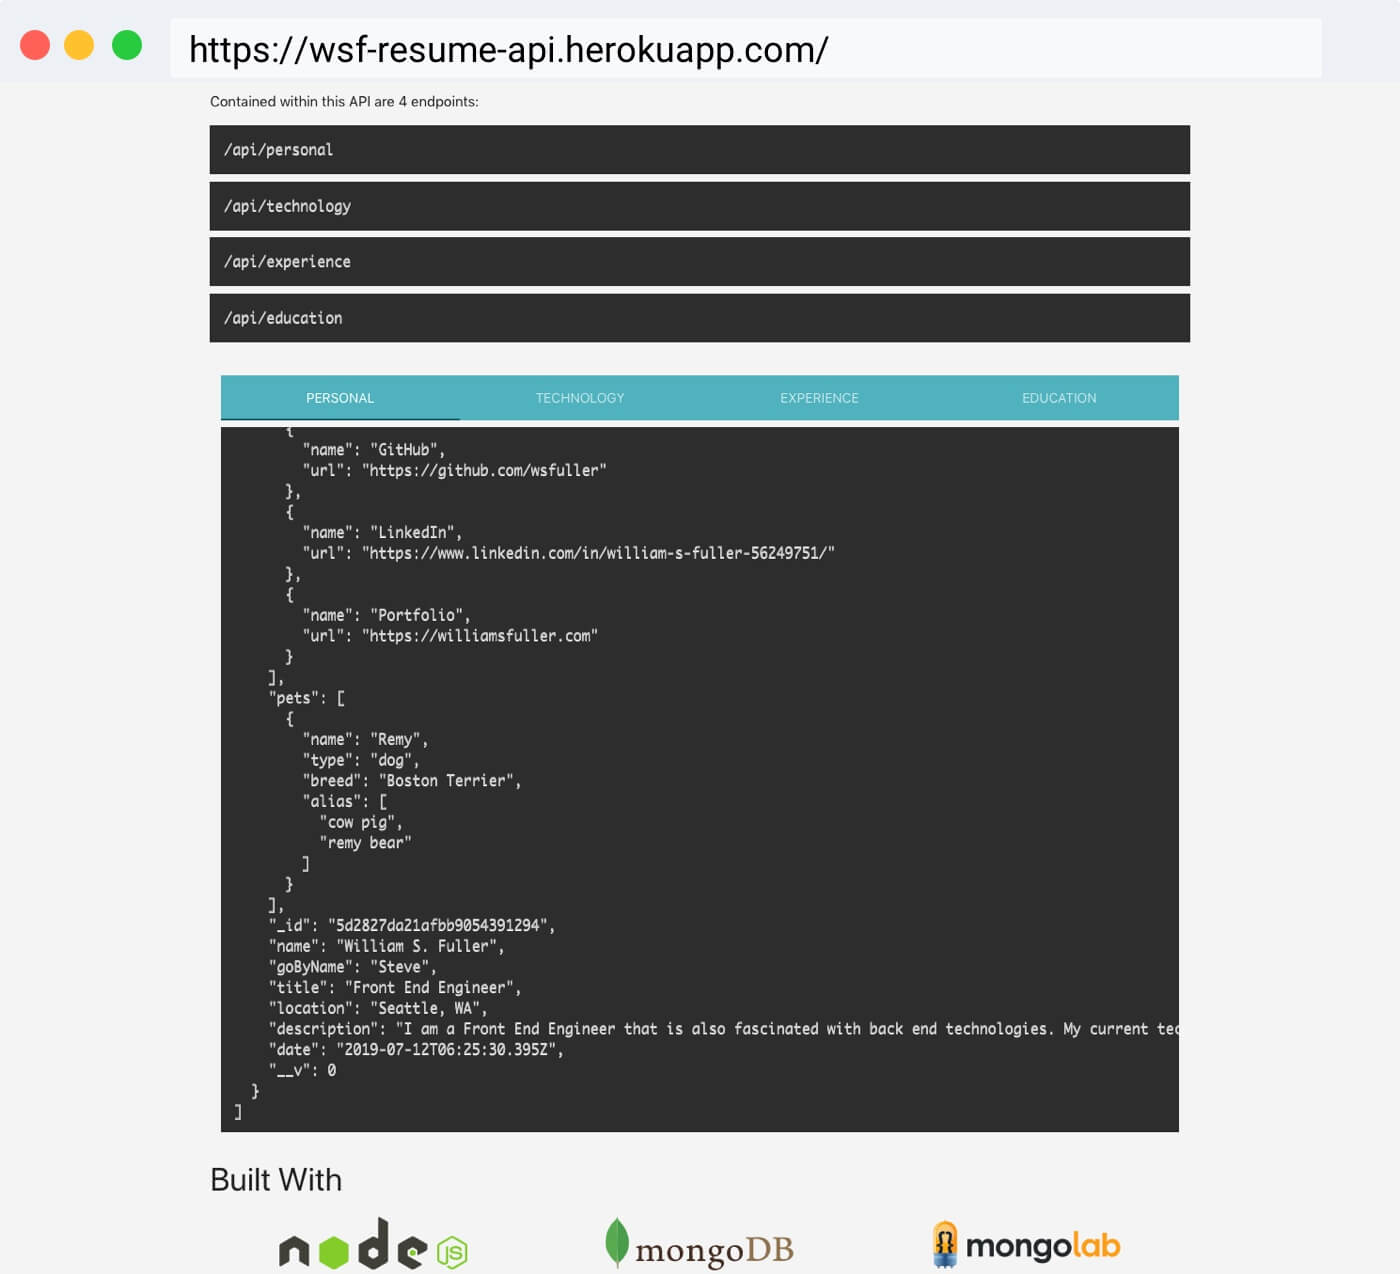 https://wsf-resume-api.herokuapp.com/
Contained within this API are 4 endpoints:
/api/personal
/api/technology
/api/experience
/api/education
PERSONAL TECHNOLOGY EXPERIENCE EDUCATION
{
"name": "GitHub",
"url": "https://github.com/wsfuller"
},
{
"name": "LinkedIn",
"url": "https://www.linkedin.com/in/william-s-fuller-56249751/"
},
{
"name": "Portfolio",
"url": "https://williamsfuller.com"
}
],
"pets": [
{
"name": "Remy",
"type": "dog",
"breed": "Boston Terrier",
"alias": [
"cow pig",
"remy bear"
]
}
],
"_id": "5d2827da21afbb9054391294",
"name": "William S. Fuller",
"goByName": "Steve",
"title": "Front End Engineer",
"location": "Seattle, WA",
"description": "I am a Front End Engineer that is also fascinated with back end technologies. My current tec
"date": "2019-07-12T06:25:30.395Z",
"__v": 0
}
]
Built With
node JS mongoDB mongolab